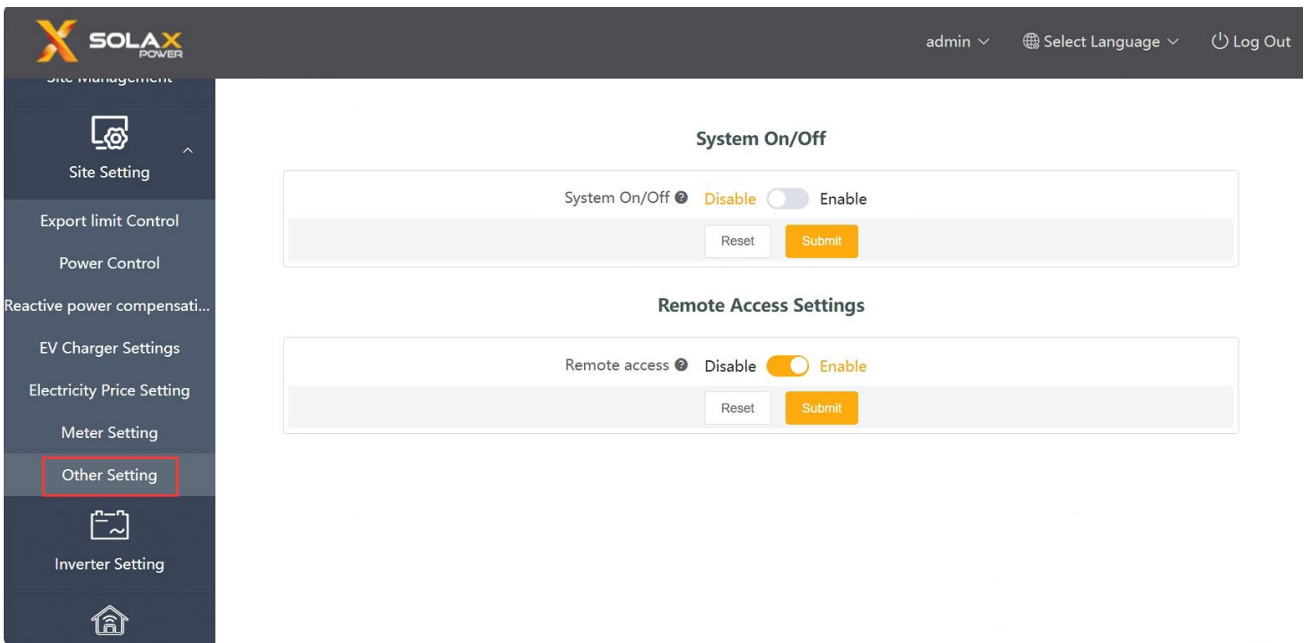 SOLAX
POWER
admin
Select Language
Log Out
Site Management
Site Setting
Export limit Control
Power Control
Reactive power compensati...
EV Charger Settings
Electricity Price Setting
Meter Setting
Other Setting
Inverter Setting
System On/Off
System On/Off ? Disable Enable
Reset Submit
Remote Access Settings
Remote access ? Disable Enable
Reset Submit